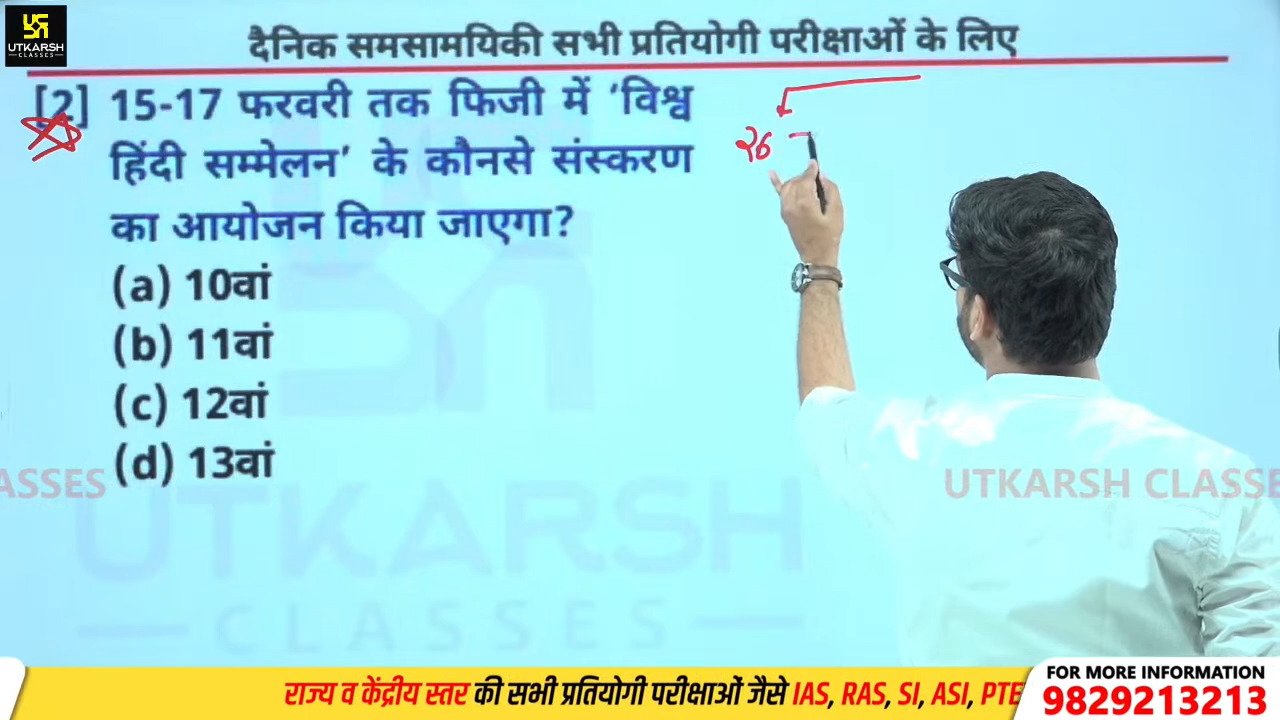 UTKARSH
CLASSES
दैनिक समसामयिकी सभी प्रतियोगी परीक्षाओं के लिए
[2] 15-17 फरवरी तक फिजी में 'विश्व
हिंदी सम्मेलन' के कौनसे संस्करण
का आयोजन किया जाएगा?
(a) 10वां
(b) 11वां
(c) 12वां
(d) 13वां
ASSES
UTKARSH CLASSE
UTKARSH
CLASSES
राज्य व केंद्रीय स्तर की सभी प्रतियोगी परीक्षाओं जैसे IAS, RAS, SI, ASI, PTE
FOR MORE INFORMATION
9829213213